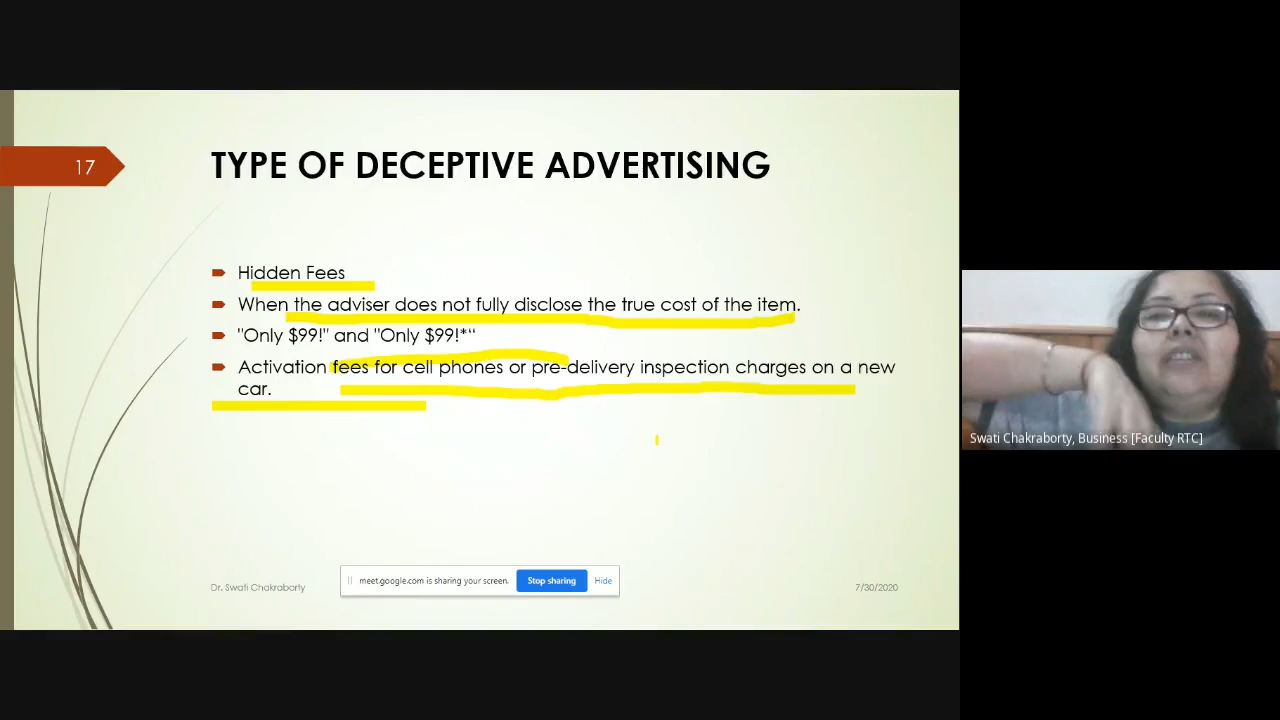 17
TYPE OF DECEPTIVE ADVERTISING
Hidden Fees
When the adviser does not fully disclose the true cost of the item.
"Only $99!" and "Only $99!*“
Activation fees for cell phones or pre-delivery inspection charges on a new
car.
Swati Chakraborty, Business [Faculty RTC]
meet.google.com is sharing your screen.
Stop sharing
Hide
Dr. Swati Chakraborty
7/30/2020